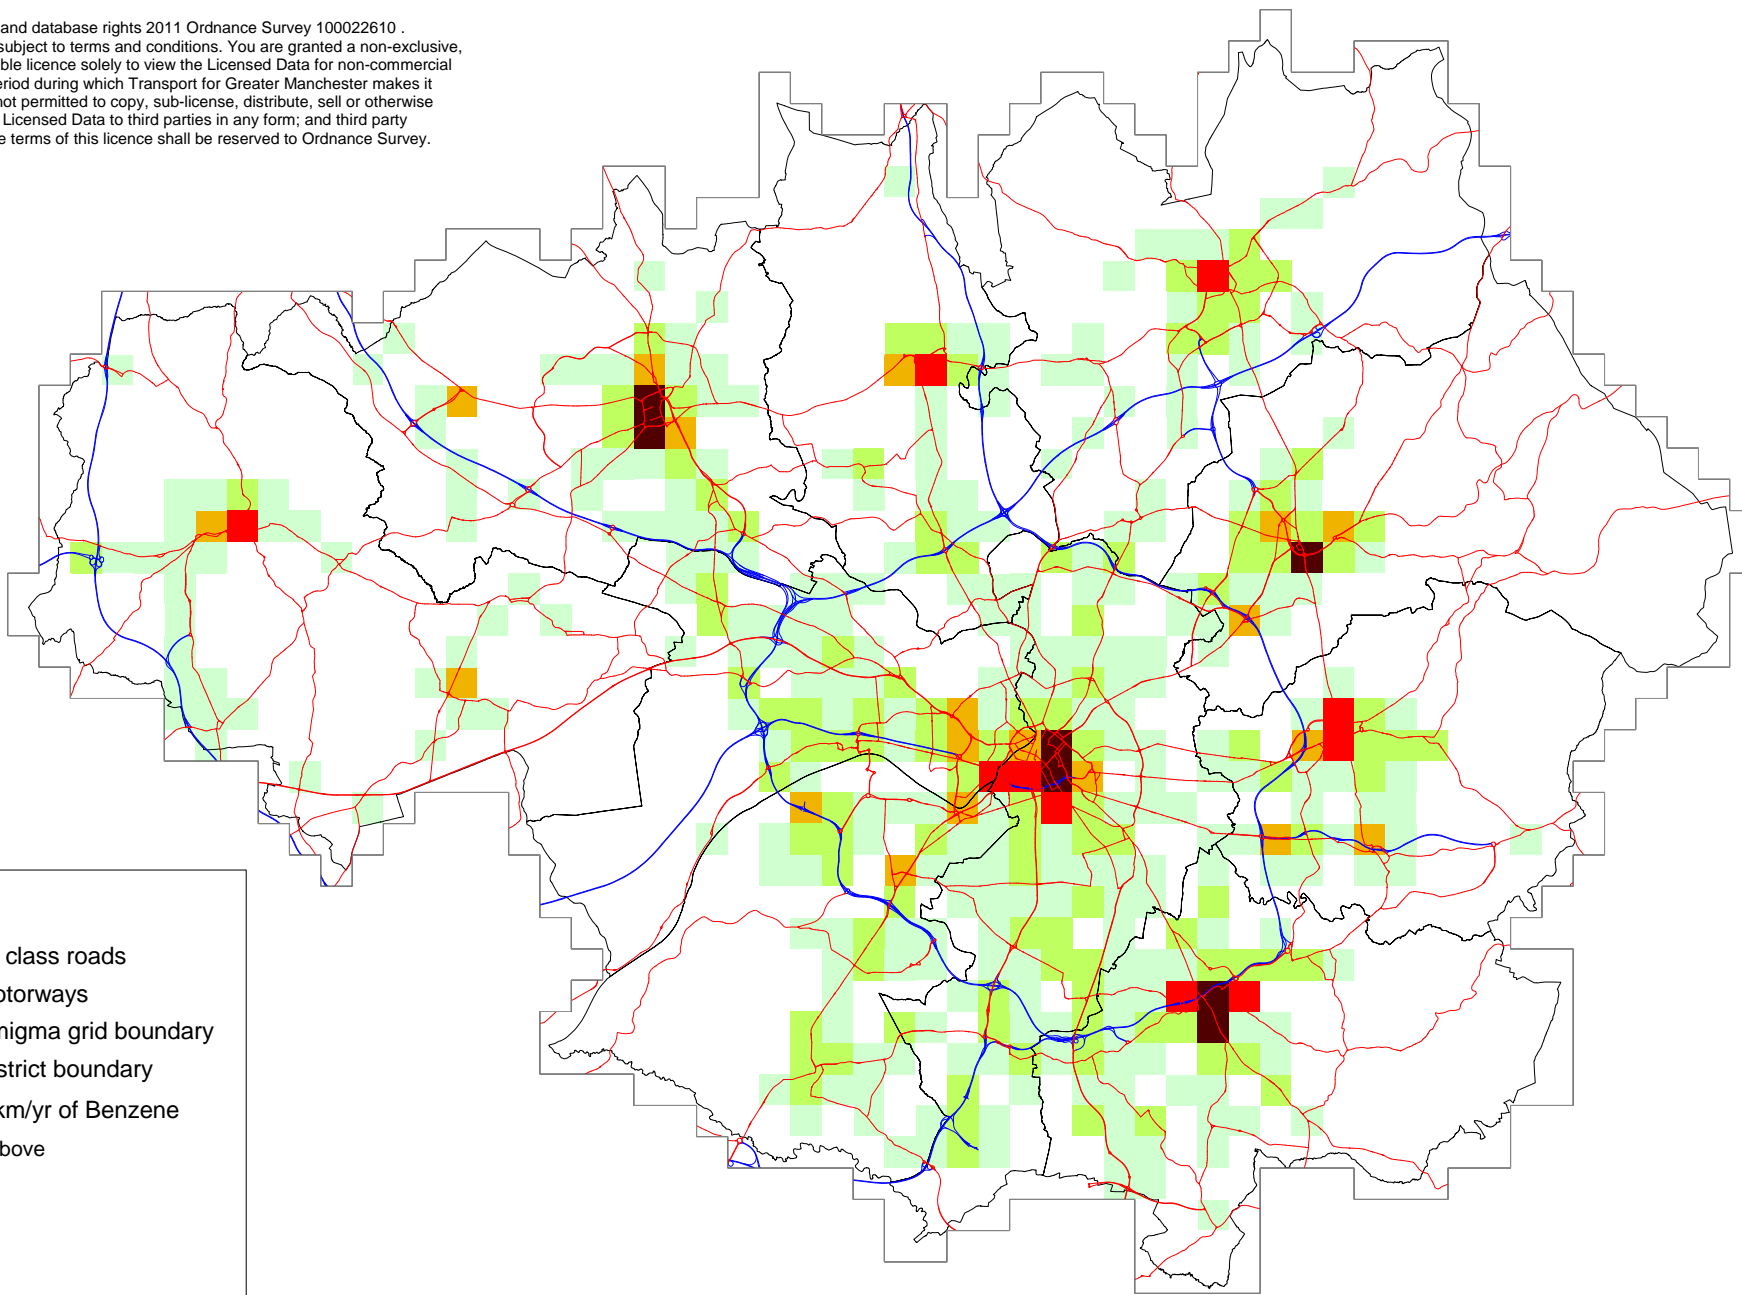 and database rights 2011 Ordnance Survey 100022610 .
subject to terms and conditions. You are granted a non-exclusive,
ble licence solely to view the Licensed Data for non-commercial
eriod during which Transport for Greater Manchester makes it
not permitted to copy, sub-license, distribute, sell or otherwise
Licensed Data to third parties in any form; and third party
e terms of this licence shall be reserved to Ordnance Survey.
class roads
otorways
nigma grid boundary
strict boundary
km/yr of Benzene
bove